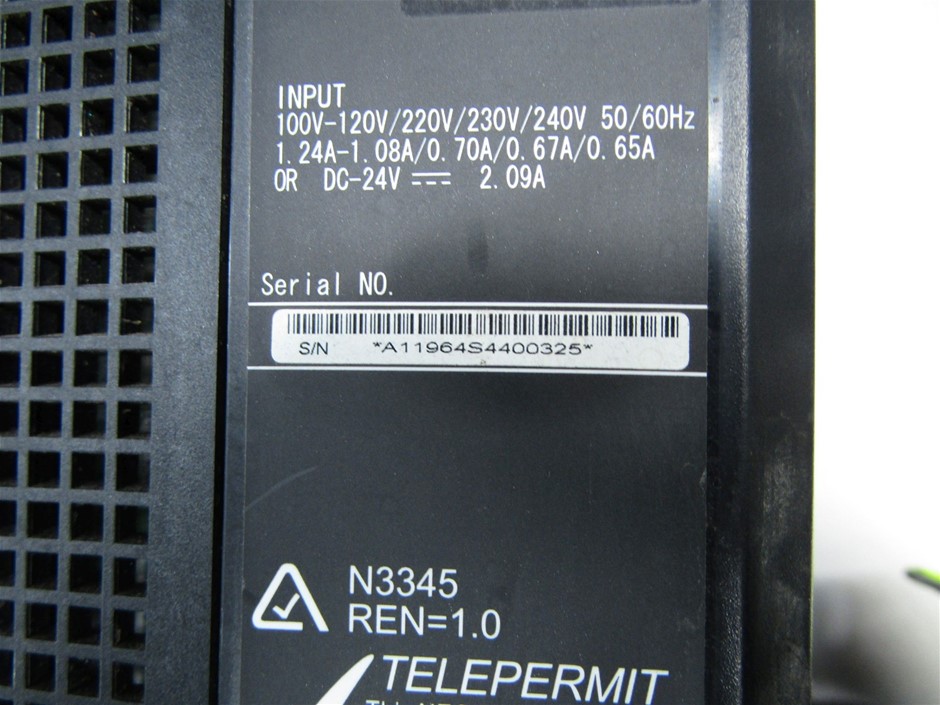 INPUT
100V-120V/220V/230V/240V 50/60Hz
1.24A-1.08A/0.70A/0.67A/0.65A
OR DC-24V ⎓ 2.09A
Serial NO.
S/N *A11964S4400325*
N3345
REN=1.0
TELEPERMIT